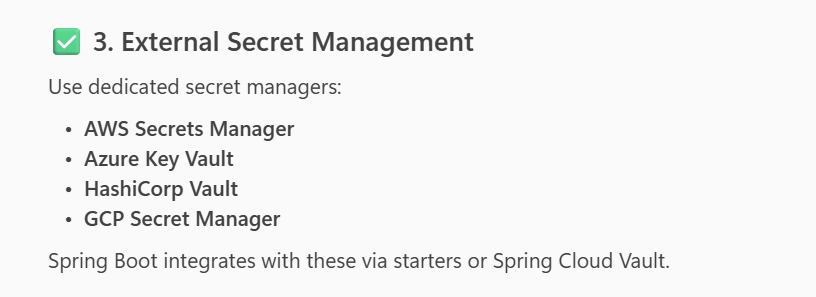 ✅ 3. External Secret Management
Use dedicated secret managers:
• AWS Secrets Manager
• Azure Key Vault
• HashiCorp Vault
• GCP Secret Manager
Spring Boot integrates with these via starters or Spring Cloud Vault.